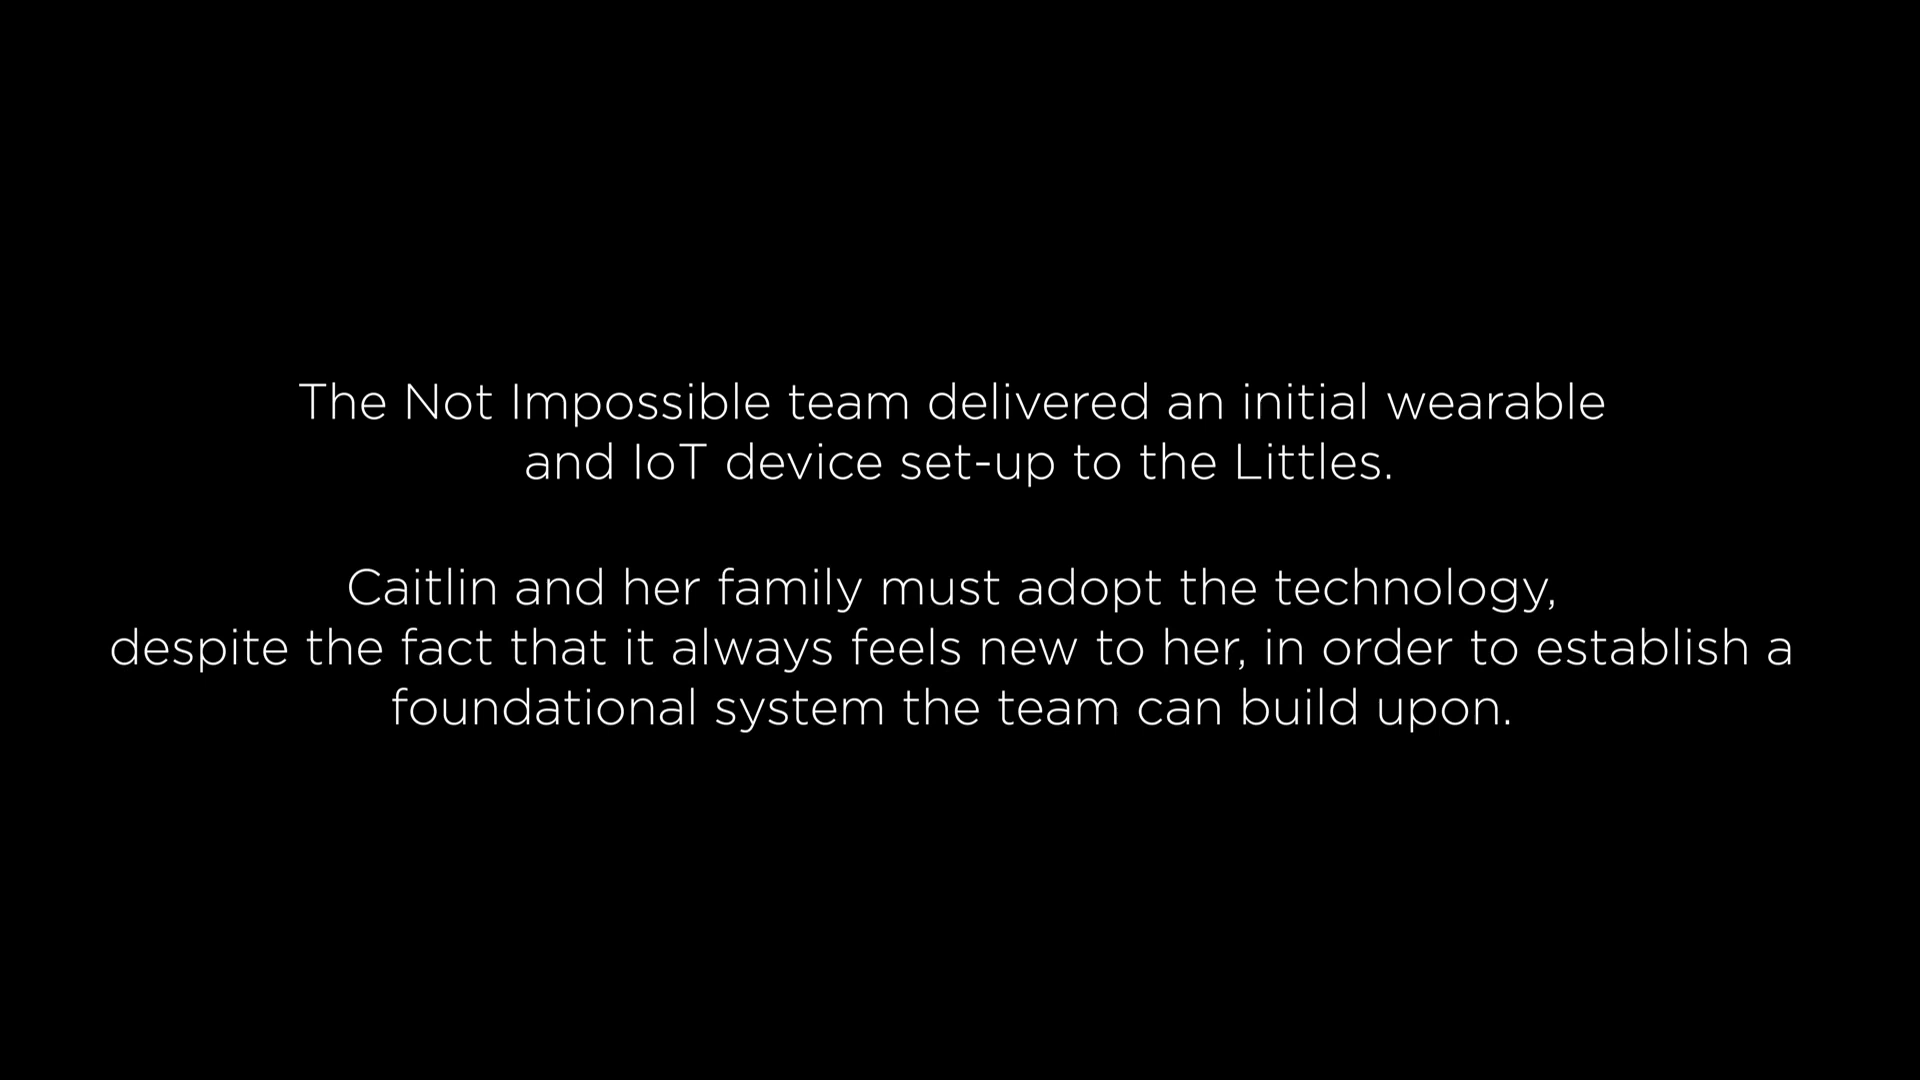 The Not Impossible team delivered an initial wearable
and IoT device set-up to the Littles.
Caitlin and her family must adopt the technology,
despite the fact that it always feels new to her, in order to establish a
foundational system the team can build upon.